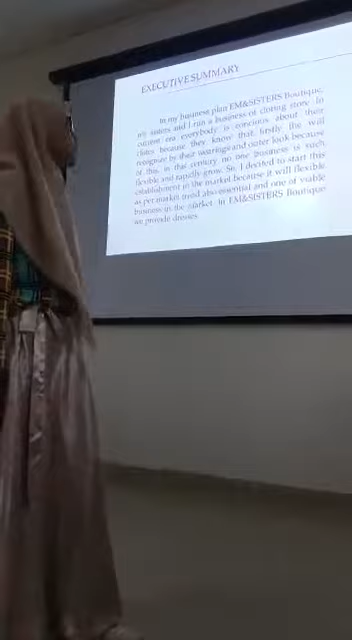 EXECUTIVE SUMMARY
In my business plan EM&SISTERS Boutique,
my sisters and I run a business of cloting store. In
current era everybody is concious about their
because they know that firstly the will
recognize by their wearings and outer look because
of this, in this century no one business is such
flexible and rapidly grow. So, I devised to start this
establishment in the market because it will flexible
as per market trend also essential and one of viable
business in the market. In EM&SISTERS Boutique
we provide dresses